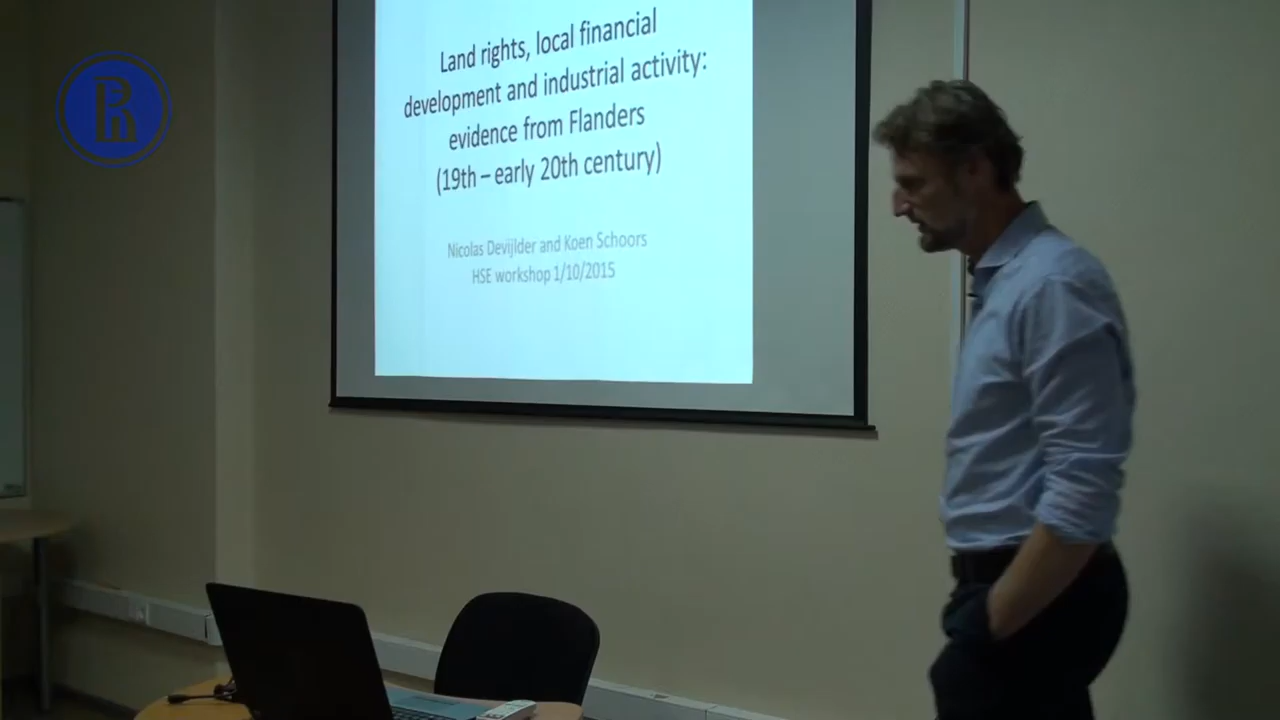 Land rights, local financial
development and industrial activity:
evidence from Flanders
(19th – early 20th century)
Nicolas Devijlder and Koen Schoors
HSE workshop 1/10/2015